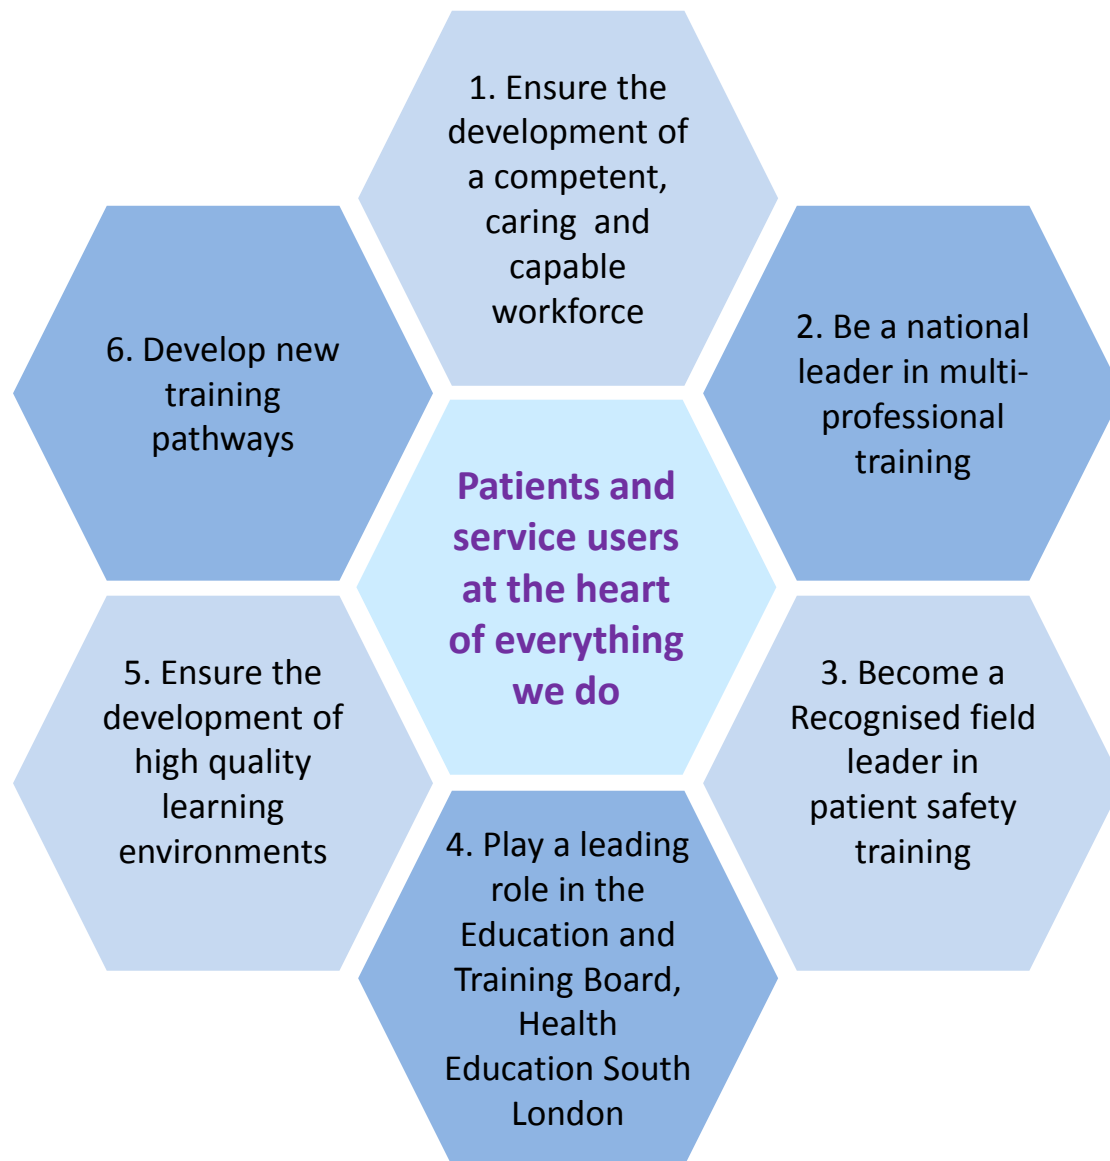 1. Ensure the
development of
a competent,
caring and
capable
workforce
2. Be a national
leader in multi-
professional
training
3. Become a
Recognised field
leader in
patient safety
training
4. Play a leading
role in the
Education and
Training Board,
Health
Education South
London
5. Ensure the
development of
high quality
learning
environments
6. Develop new
training
pathways
Patients and
service users
at the heart
of everything
we do